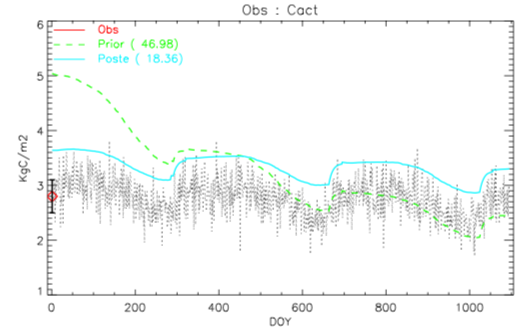 Obs : Cact
Obs
Prior ( 46.98)
Poste ( 18.36)
6
5
4
3
2
1
KgC/m2
0 200 400 600 800 1000
DOY